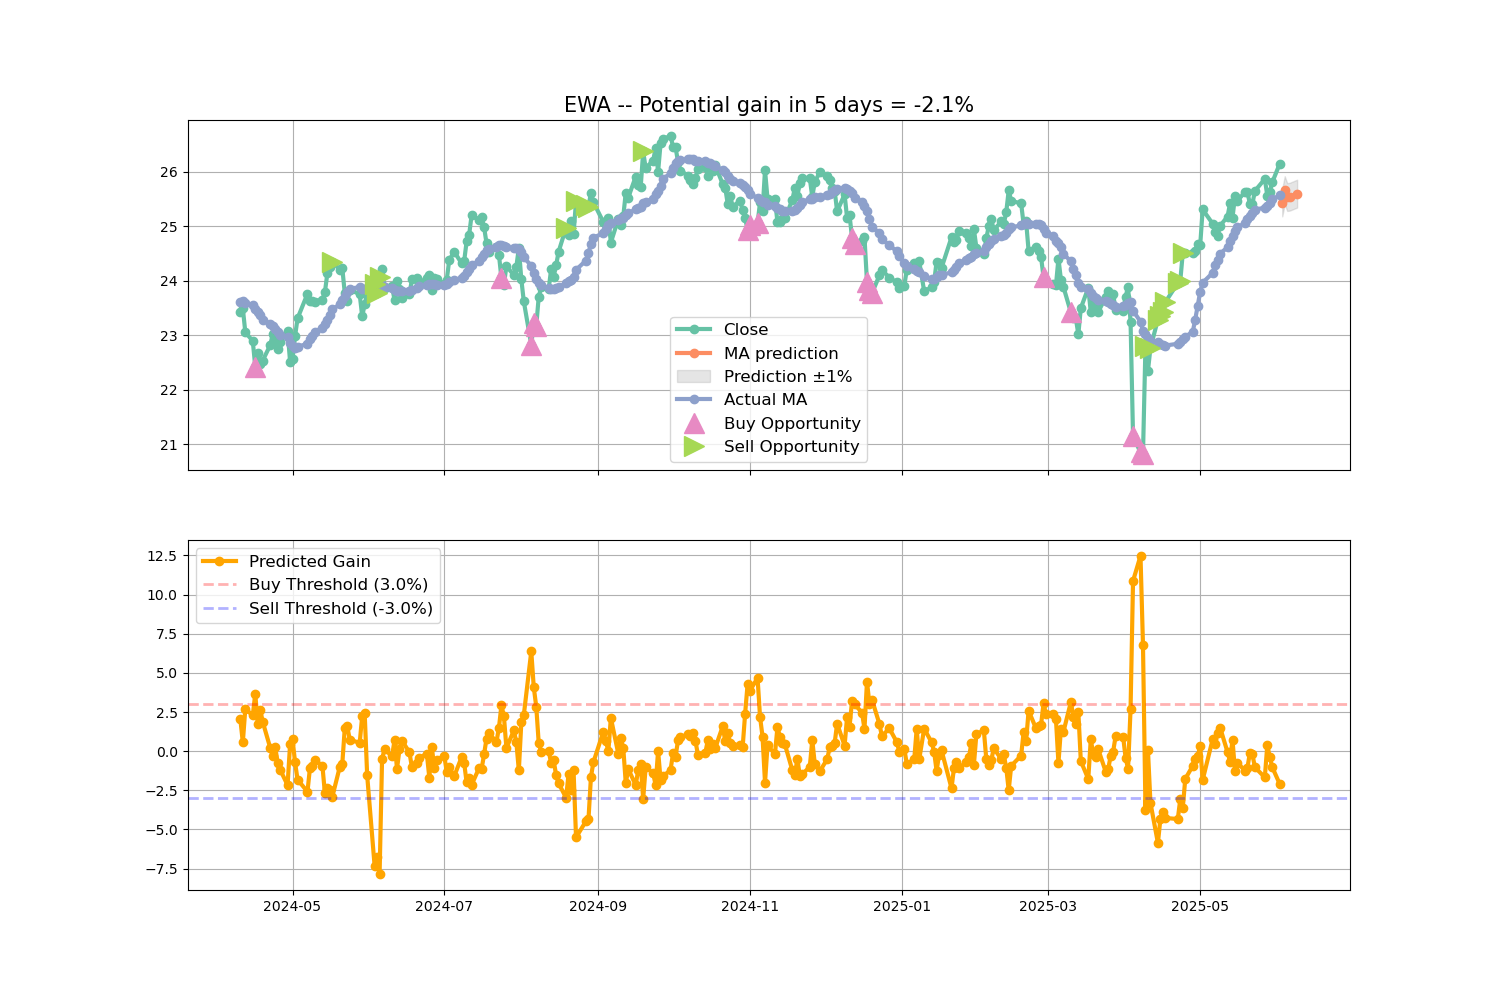 EWA -- Potential gain in 5 days = -2.1%
26
25
24
23
22
21
Close
MA prediction
Prediction ±1%
Actual MA
Buy Opportunity
Sell Opportunity
12.5
10.0
7.5
5.0
2.5
0.0
−2.5
−5.0
−7.5
Predicted Gain
Buy Threshold (3.0%)
Sell Threshold (-3.0%)
2024-05
2024-07
2024-09
2024-11
2025-01
2025-03
2025-05